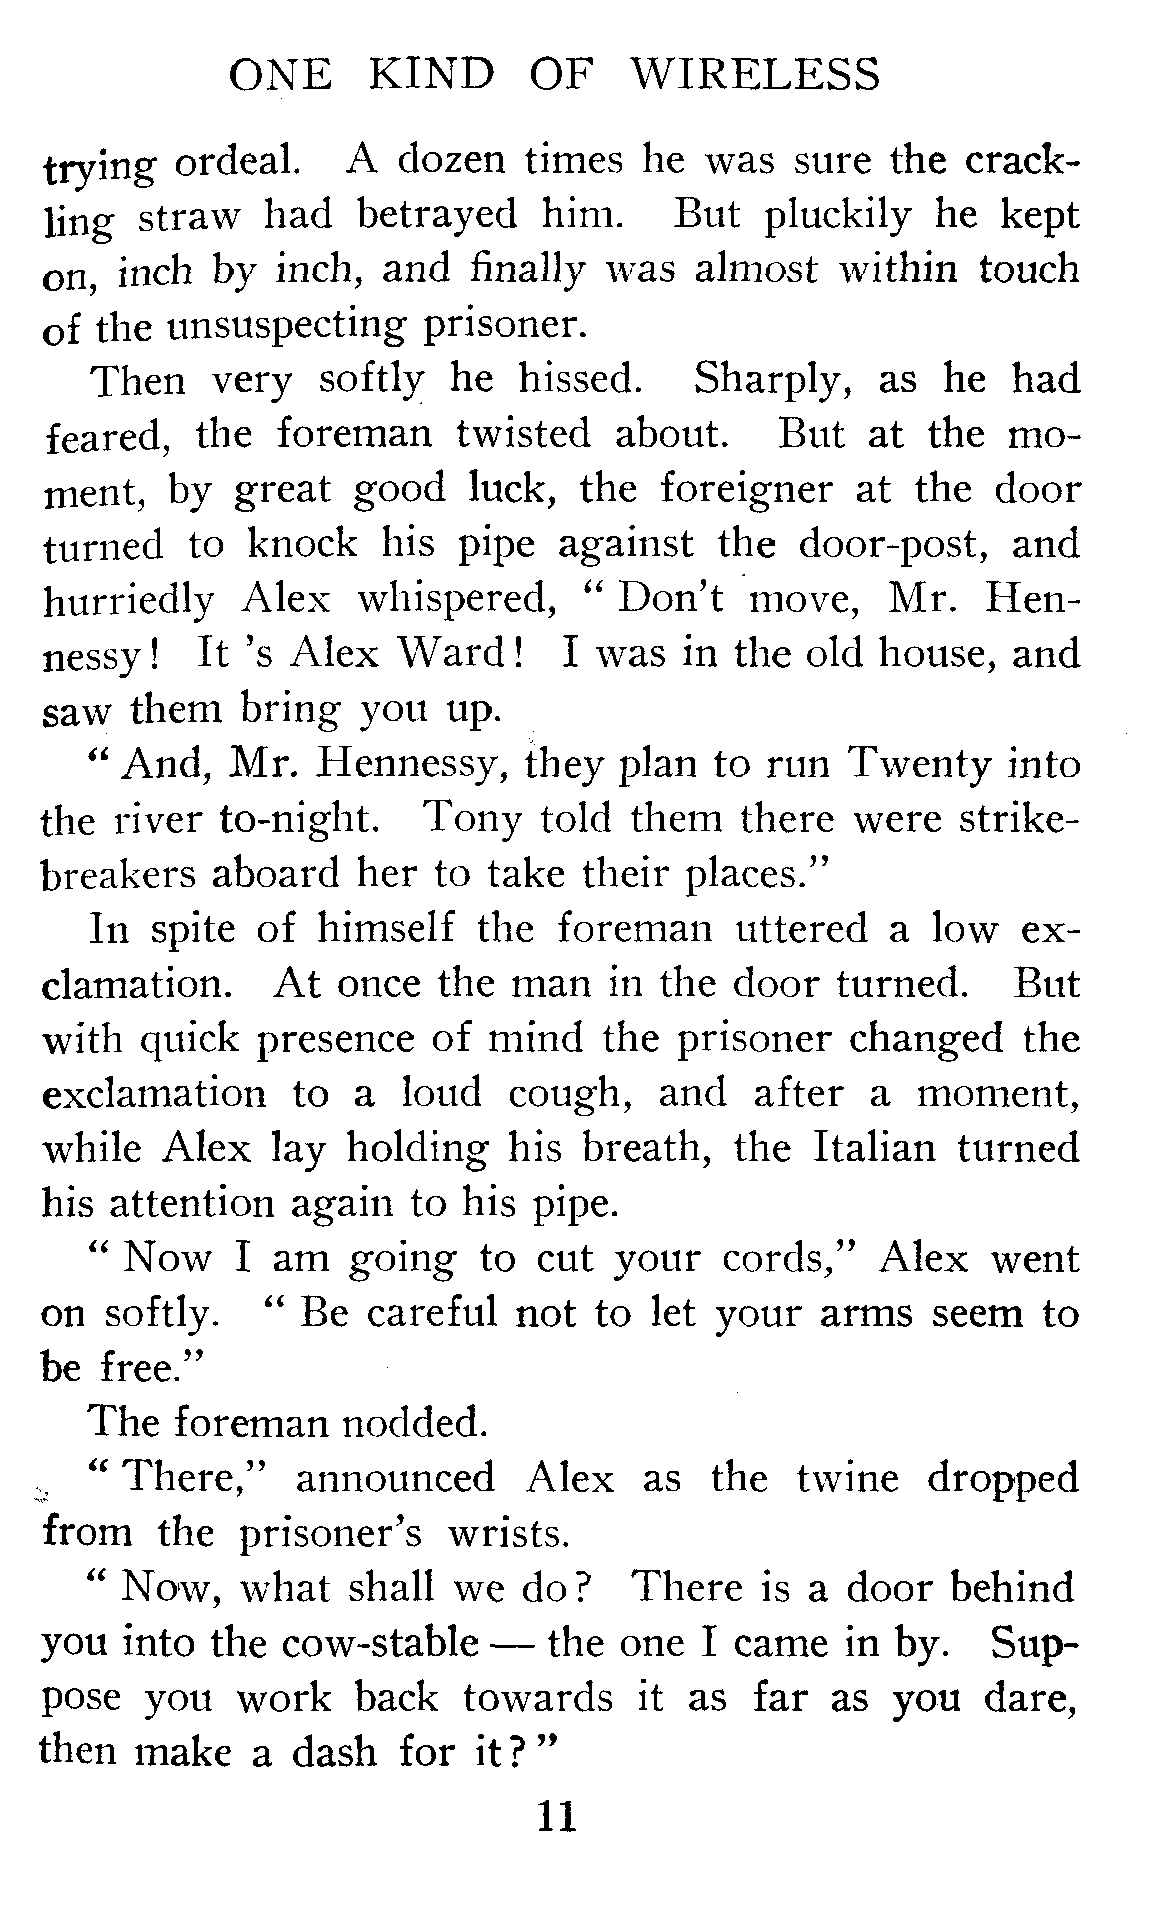 ONE KIND OF WIRELESS
trying ordeal. A dozen times he was sure the crack-
ling straw had betrayed him. But pluckily he kept
on, inch by inch, and finally was almost within touch
of the unsuspecting prisoner.
Then very softly he hissed. Sharply, as he had
feared, the foreman twisted about. But at the mo-
ment, by great good luck, the foreigner at the door
turned to knock his pipe against the door-post, and
hurriedly Alex whispered, “ Don't move, Mr. Hen-
nessy! It 's Alex Ward! I was in the old house, and
saw them bring you up.
“ And, Mr. Hennessy, they plan to run Twenty into
the river to-night. Tony told them there were strike-
breakers aboard her to take their places.”
In spite of himself the foreman uttered a low ex-
clamation. At once the man in the door turned. But
with quick presence of mind the prisoner changed the
exclamation to a loud cough, and after a moment,
while Alex lay holding his breath, the Italian turned
his attention again to his pipe.
“ Now I am going to cut your cords,” Alex went
on softly. “ Be careful not to let your arms seem to
be free.”
The foreman nodded.
“ There,” announced Alex as the twine dropped
from the prisoner's wrists.
“ Now, what shall we do? There is a door behind
you into the cow-stable — the one I came in by. Sup-
pose you work back towards it as far as you dare,
then make a dash for it? ”
11